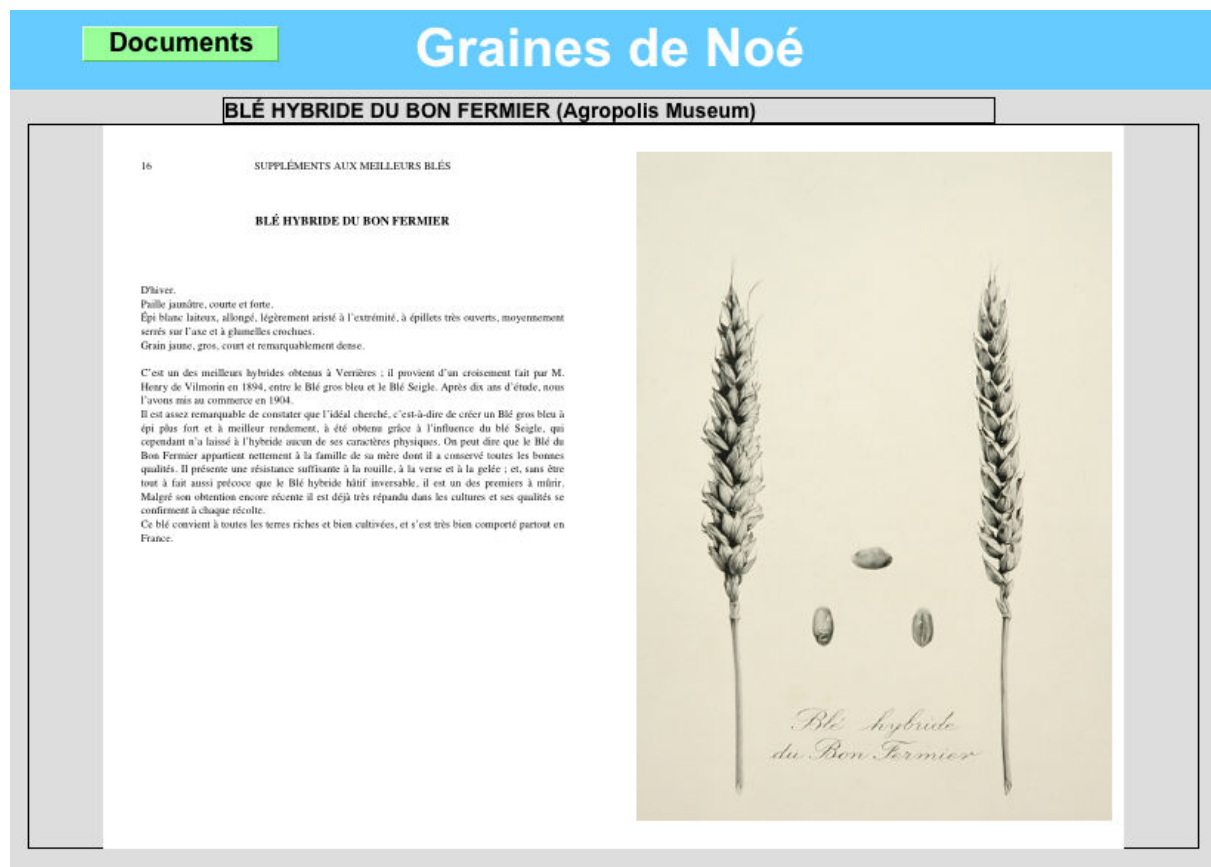 Documents
Graines de Noé
BLÉ HYBRIDE DU BON FERMIER (Agropolis Museum)
16 SUPPLÉMENTS AUX MEILLEURS BLÉS
BLÉ HYBRIDE DU BON FERMIER
D'hiver.
Paille jaunâtre, courte et forte.
Épi blanc laiteux, allongé, légèrement aristé à l'extrémité, à épillets très ouverts, moyennement
serrés sur l'axe et à glumelles crochues.
Grain jaune, gros, court et remarquablement dense.
C'est un des meilleurs hybrides obtenus à Verrières ; il provient d'un croisement fait par M.
Henry de Vilmorin en 1894, entre le Blé gros bleu et le Blé Seigle. Après dix ans d'étude, nous
l'avons mis au commerce en 1904.
Il est assez remarquable de constater que l'idéal cherché, c'est-à-dire de créer un Blé gros bleu à
épi plus fort et à meilleur rendement, à été obtenu grâce à l'influence du blé Seigle, qui
cependant n'a laissé à l'hybride aucun de ses caractères physiques. On peut dire que le Blé du
Bon Fermier appartient nettement à la famille de sa mère dont il a conservé toutes les bonnes
qualités. Il présente une résistance suffisante à la rouille, à la verse et à la gelée ; et, sans être
tout à fait aussi précoce que le Blé hybride hâtif inversable, il est un des premiers à mûrir.
Malgré son obtention encore récente il est déjà très répandu dans les cultures et ses qualités se
confirment à chaque récolte.
Ce blé convient à toutes les terres riches et bien cultivées, et s'est très bien comporté partout en
France.
Blé hybride
du Bon Fermier